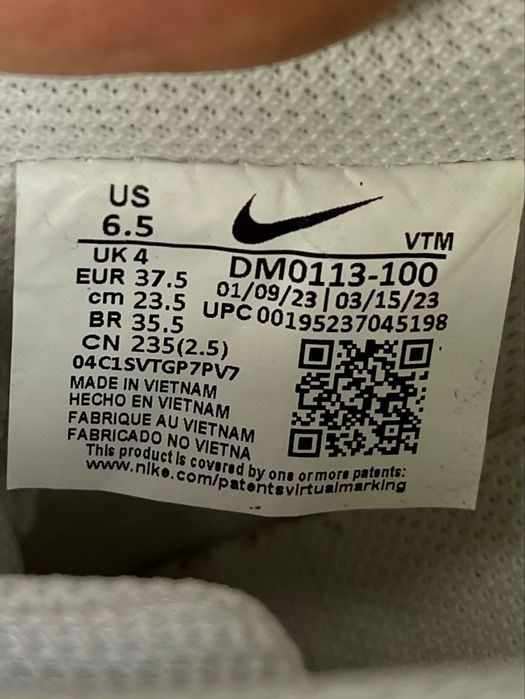 US
6.5
VTM
UK 4
EUR 37.5
cm 23.5
BR 35.5
CN 235(2.5)
DM0113-100
01/09/23 | 03/15/23
UPC 00195237045198
04C1SVTGP7PV7
MADE IN VIETNAM
HECHO EN VIETNAM
FABRIQUE AU VIETNAM
FABRICADO NO VIETNA
This product is covered by one or more patents:
www.nike.com/patentsvirtualmarking